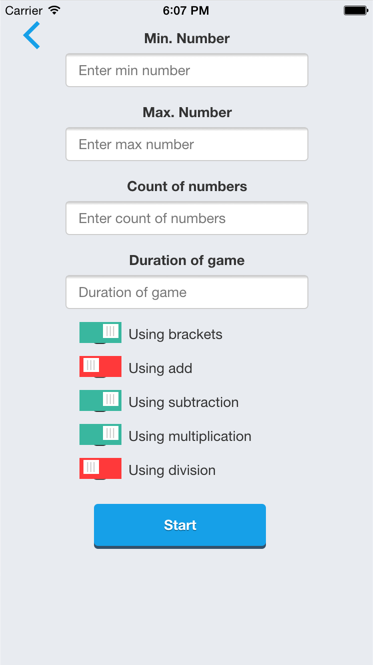 Carrier 6:07 PM
Min. Number
Enter min number
Max. Number
Enter max number
Count of numbers
Enter count of numbers
Duration of game
Duration of game
Using brackets
Using add
Using subtraction
Using multiplication
Using division
Start